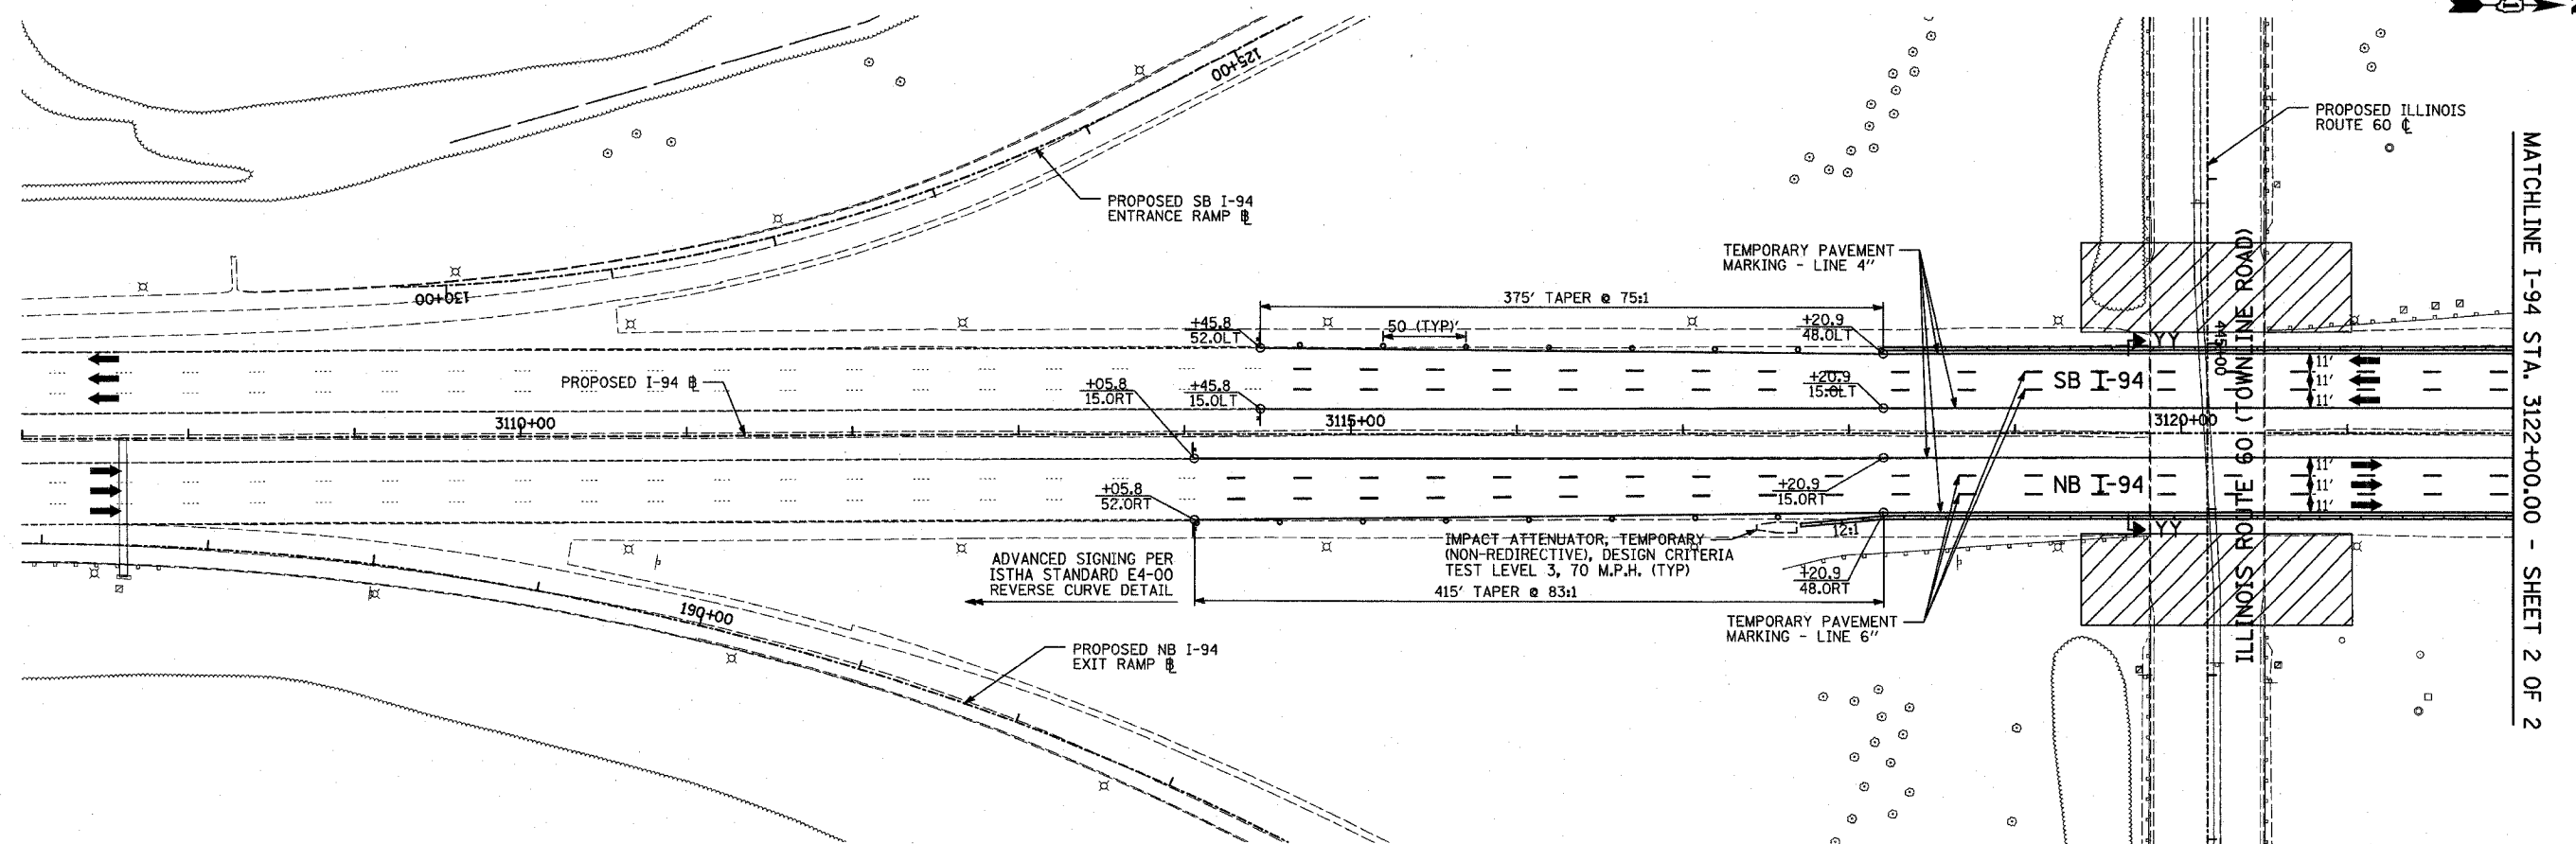 125+00
PROPOSED ILLINOIS
ROUTE 60 ℄
PROPOSED SB I-94
ENTRANCE RAMP
130+00
TEMPORARY PAVEMENT
MARKING - LINE 4"
375' TAPER @ 75:1
50 (TYP)'
+45.8
52.0LT
+20.9
48.0LT
YY
445+00
ILLINOIS ROUTE 60 (TOWNLINE ROAD)
MATCHLINE I-94 STA. 3122+00.00 - SHEET 2 OF 2
PROPOSED I-94
+05.8
15.0RT
+45.8
15.0LT
+20.9
15.0LT
SB I-94
11'
11'
11'
3110+00
3115+00
3120+00
+05.8
52.0RT
+20.9
15.0RT
NB I-94
11'
11'
11'
YY
12:1
IMPACT ATTENUATOR, TEMPORARY
(NON-REDIRECTIVE), DESIGN CRITERIA
TEST LEVEL 3, 70 M.P.H. (TYP)
ADVANCED SIGNING PER
ISTHA STANDARD E4-00
REVERSE CURVE DETAIL
+20.9
48.0RT
415' TAPER @ 83:1
190+00
TEMPORARY PAVEMENT
MARKING - LINE 6"
PROPOSED NB I-94
EXIT RAMP